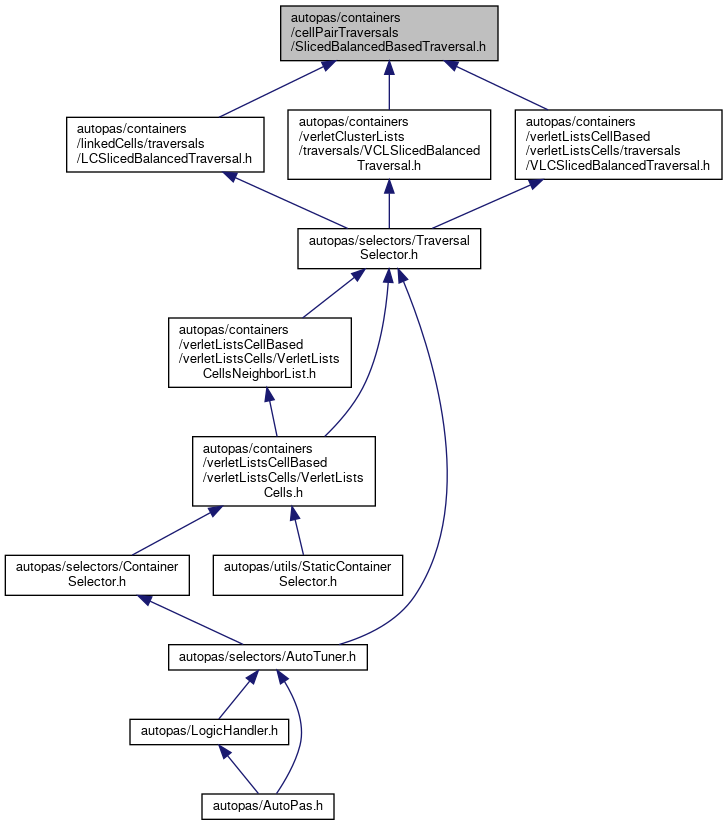 autopas/containers
/cellPairTraversals
/SlicedBalancedBasedTraversal.h
autopas/containers
/linkedCells/traversals
/LCSlicedBalancedTraversal.h
autopas/containers
/verletClusterLists
/traversals/VCLSlicedBalanced
Traversal.h
autopas/containers
/verletListsCellBased
/verletListsCells/traversals
/VLCSlicedBalancedTraversal.h
autopas/selectors/Traversal
Selector.h
autopas/containers
/verletListsCellBased
/verletListsCells/VerletLists
CellsNeighborList.h
autopas/containers
/verletListsCellBased
/verletListsCells/VerletLists
Cells.h
autopas/selectors/Container
Selector.h
autopas/utils/StaticContainer
Selector.h
autopas/selectors/AutoTuner.h
autopas/LogicHandler.h
autopas/AutoPas.h